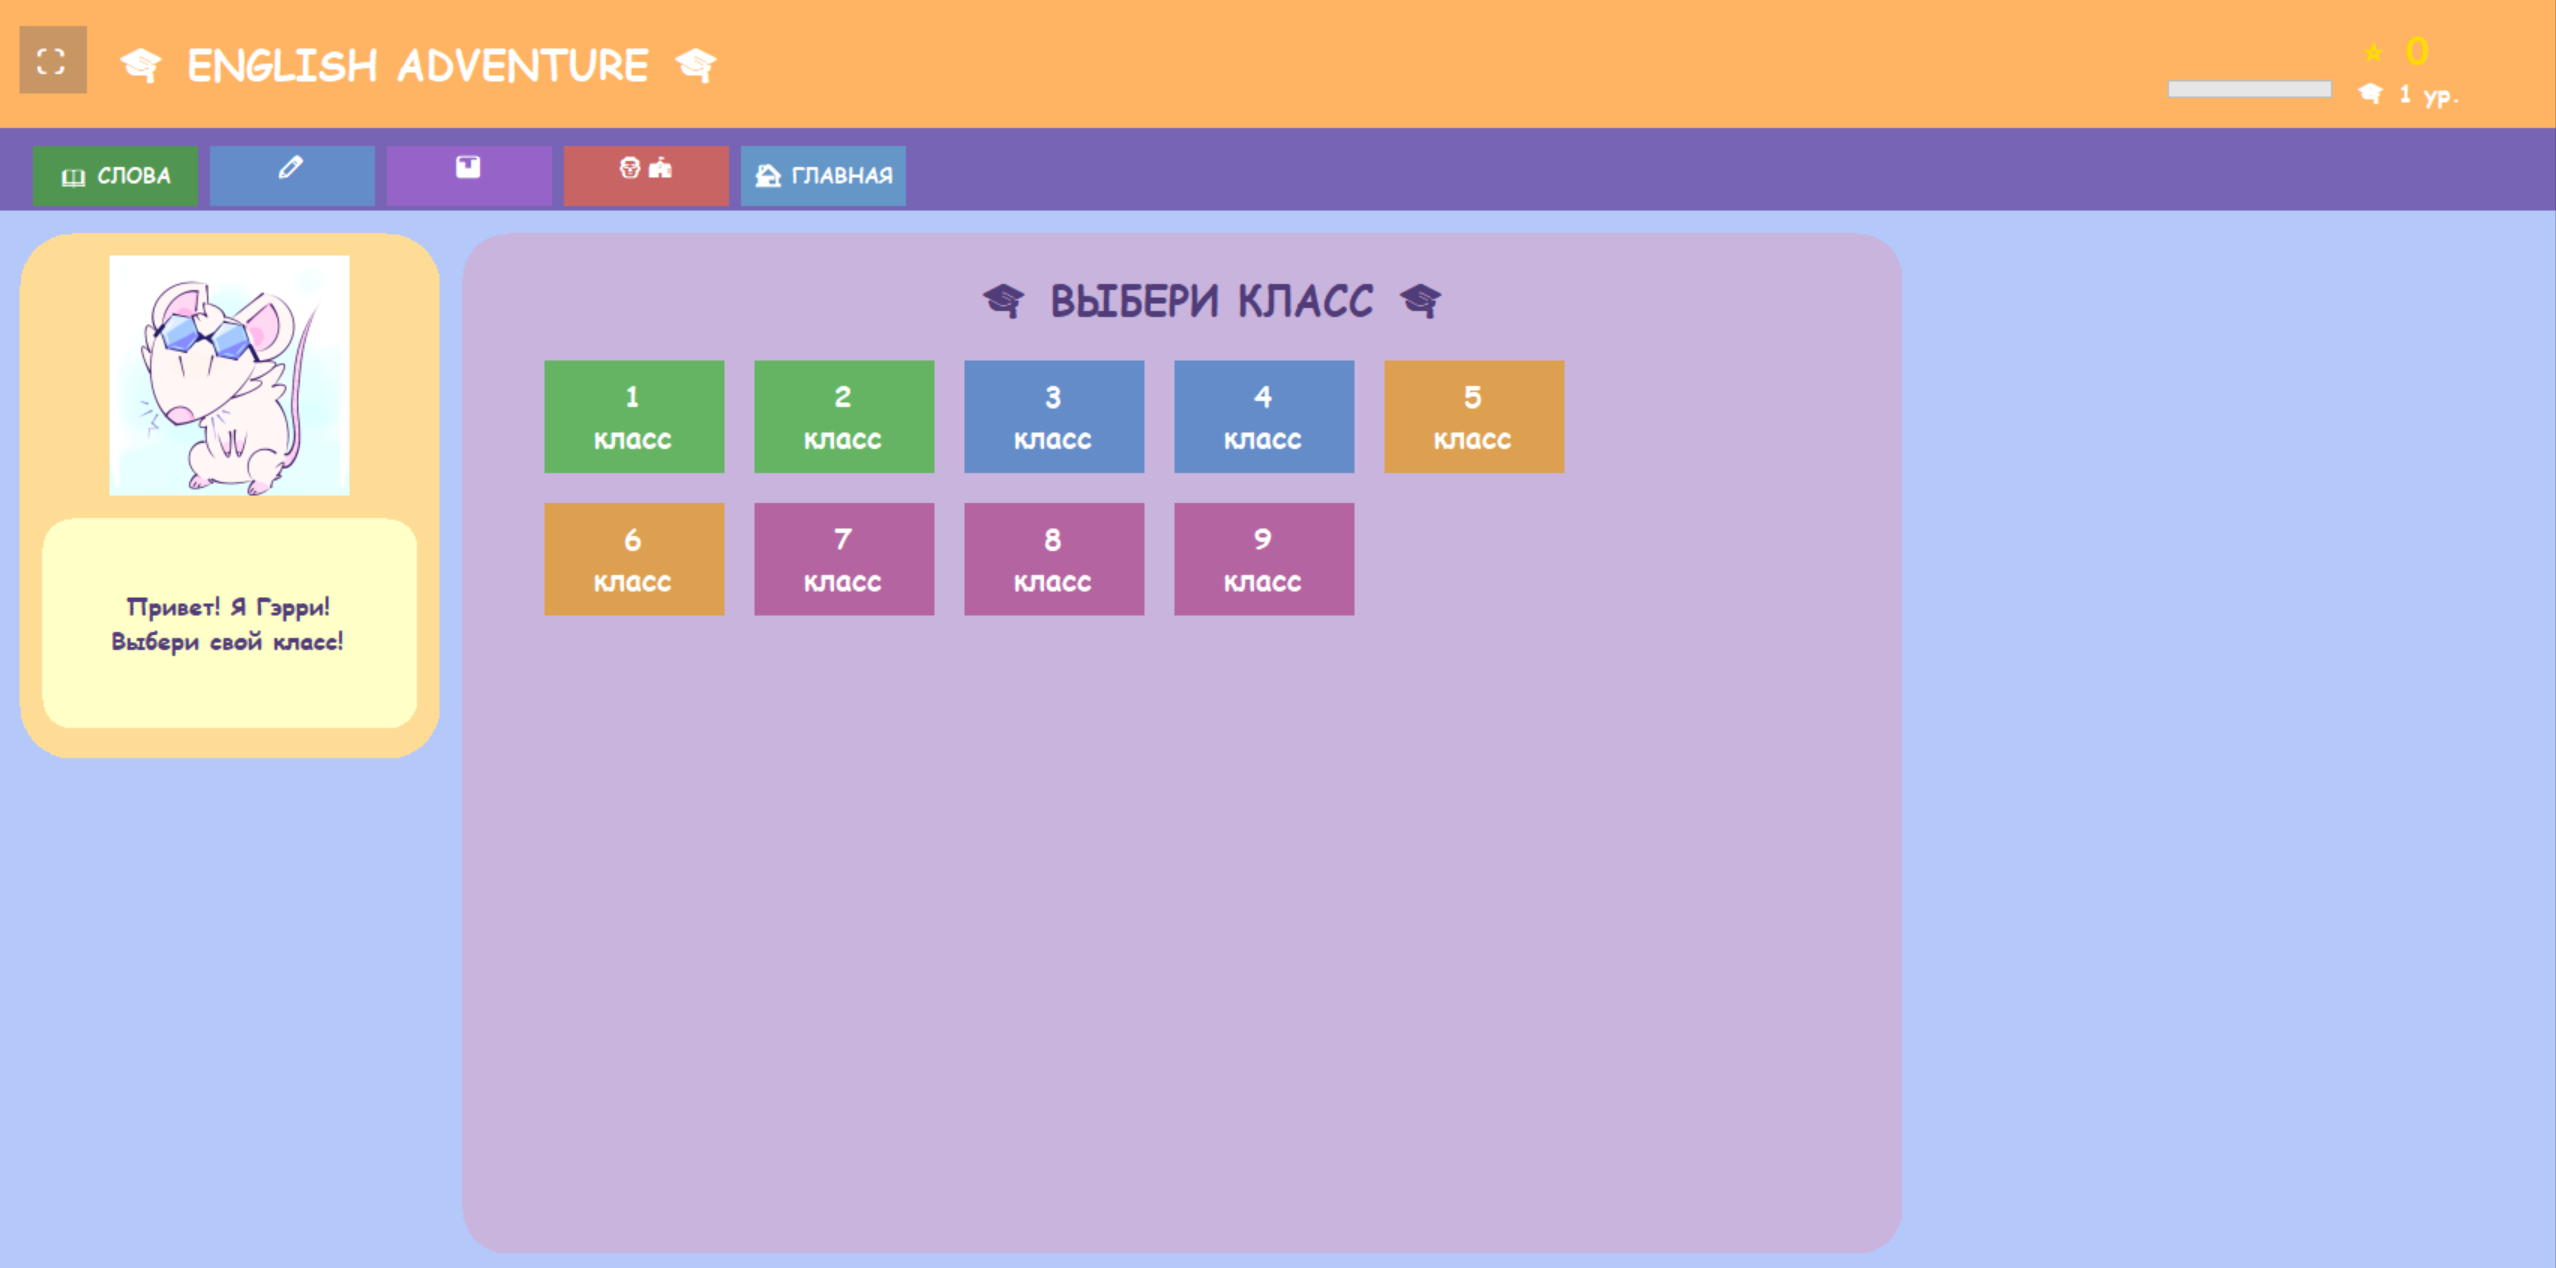 ENGLISH ADVENTURE
0
1 ур.
СЛОВА
ГЛАВНАЯ
Привет! Я Гэрри!
Выбери свой класс!
ВЫБЕРИ КЛАСС
1 класс
2 класс
3 класс
4 класс
5 класс
6 класс
7 класс
8 класс
9 класс